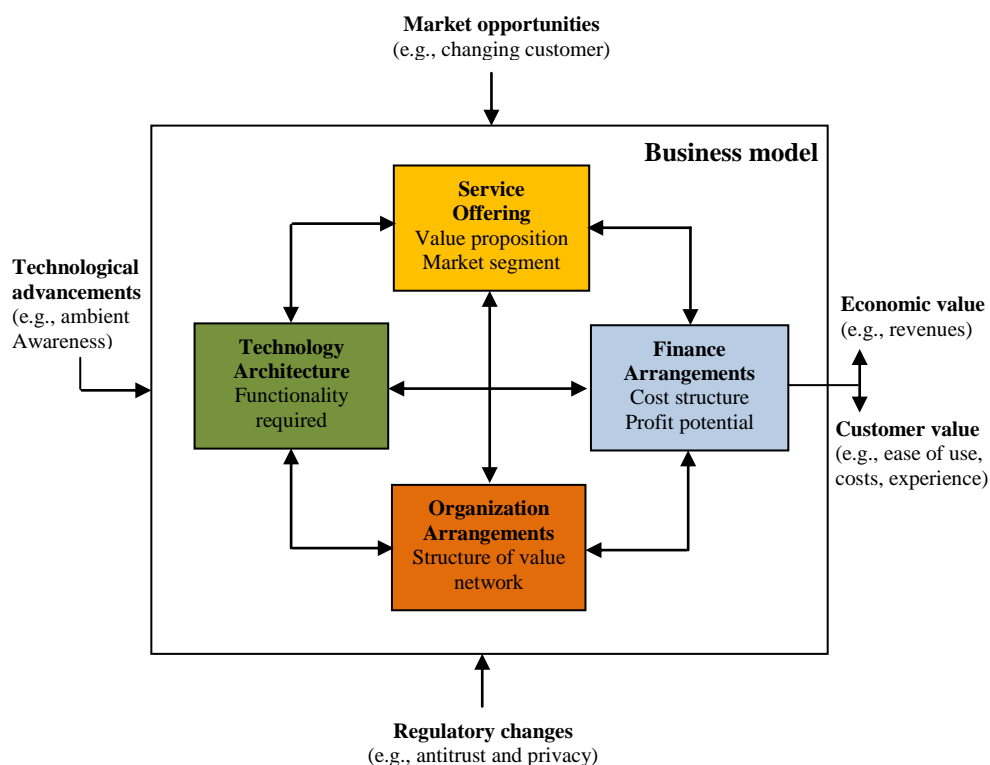 Market opportunities
(e.g., changing customer)
Business model
Service
Offering
Value proposition
Market segment
Technological
advancements
(e.g., ambient
Awareness)
Technology
Architecture
Functionality
required
Finance
Arrangements
Cost structure
Profit potential
Economic value
(e.g., revenues)
Customer value
(e.g., ease of use,
costs, experience)
Organization
Arrangements
Structure of value
network
Regulatory changes
(e.g., antitrust and privacy)